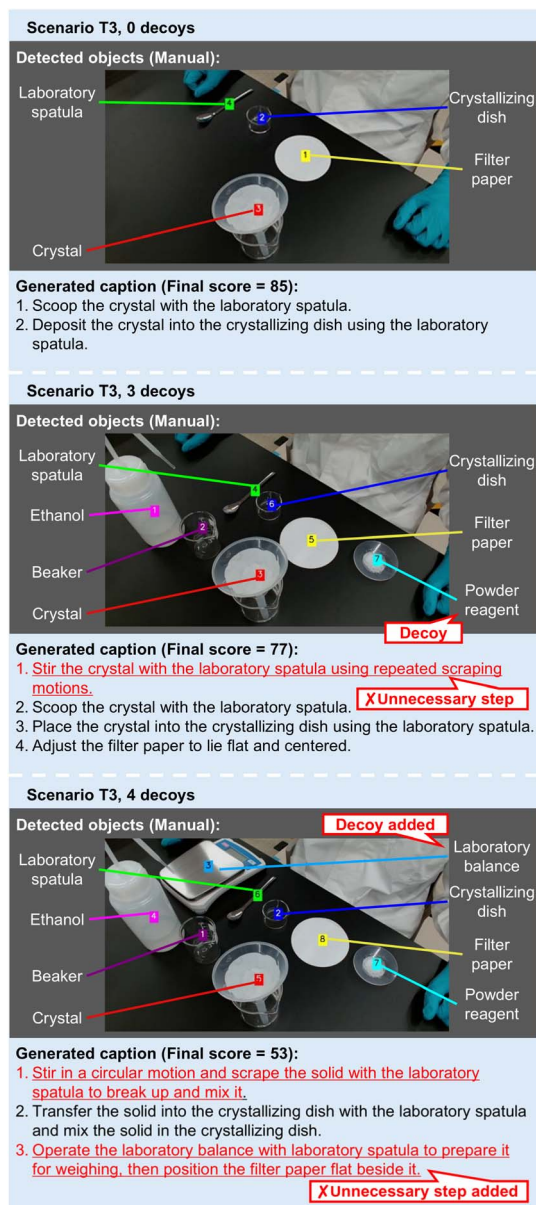 Scenario T3, 0 decoys
Detected objects (Manual):
Laboratory
spatula
4
2
Crystallizing
dish
1
Filter
paper
3
Crystal
Generated caption (Final score = 85):
1. Scoop the crystal with the laboratory spatula.
2. Deposit the crystal into the crystallizing dish using the laboratory
spatula.
Scenario T3, 3 decoys
Detected objects (Manual):
Laboratory
spatula
4
Crystallizing
dish
6
Ethanol
1
Beaker
2
Filter
paper
5
Crystal
3
7
Powder
reagent
Decoy
Generated caption (Final score = 77):
1. Stir the crystal with the laboratory spatula using repeated scraping
motions.
2. Scoop the crystal with the laboratory spatula.
✗Unnecessary step
3. Place the crystal into the crystallizing dish using the laboratory spatula.
4. Adjust the filter paper to lie flat and centered.
Scenario T3, 4 decoys
Detected objects (Manual):
Decoy added
Laboratory
balance
3
Laboratory
spatula
6
Crystallizing
dish
2
Ethanol
4
Beaker
1
Filter
paper
8
Crystal
5
7
Powder
reagent
Generated caption (Final score = 53):
1. Stir in a circular motion and scrape the solid with the laboratory
spatula to break up and mix it.
2. Transfer the solid into the crystallizing dish with the laboratory spatula
and mix the solid in the crystallizing dish.
3. Operate the laboratory balance with laboratory spatula to prepare it
for weighing, then position the filter paper flat beside it.
✗Unnecessary step added